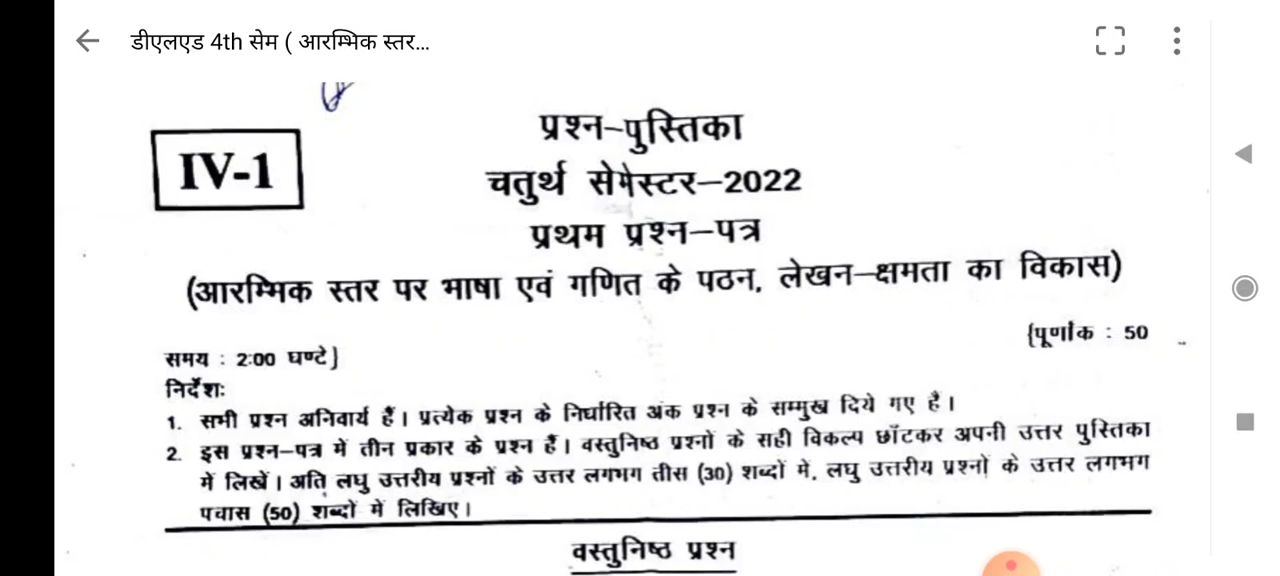 डीएलएड 4th सेम ( आरम्भिक स्तर...
IV-1
प्रश्न-पुस्तिका
चतुर्थ सेमेस्टर-2022
प्रथम प्रश्न-पत्र
(आरम्भिक स्तर पर भाषा एवं गणित के पठन, लेखन-क्षमता का विकास)
{पूर्णांक : 50
समय : 2:00 घण्टे]
निर्देशः
1. सभी प्रश्न अनिवार्य हैं। प्रत्येक प्रश्न के निर्धारित अंक प्रश्न के सम्मुख दिये गए हैं।
2. इस प्रश्न-पत्र में तीन प्रकार के प्रश्न हैं। वस्तुनिष्ठ प्रश्नों के सही विकल्प छाँटकर अपनी उत्तर पुस्तिका
में लिखें। अति लघु उत्तरीय प्रश्नों के उत्तर लगभग तीस (30) शब्दों में, लघु उत्तरीय प्रश्नों के उत्तर लगभग
पचास (50) शब्दों में लिखिए।
वस्तुनिष्ठ प्रश्न